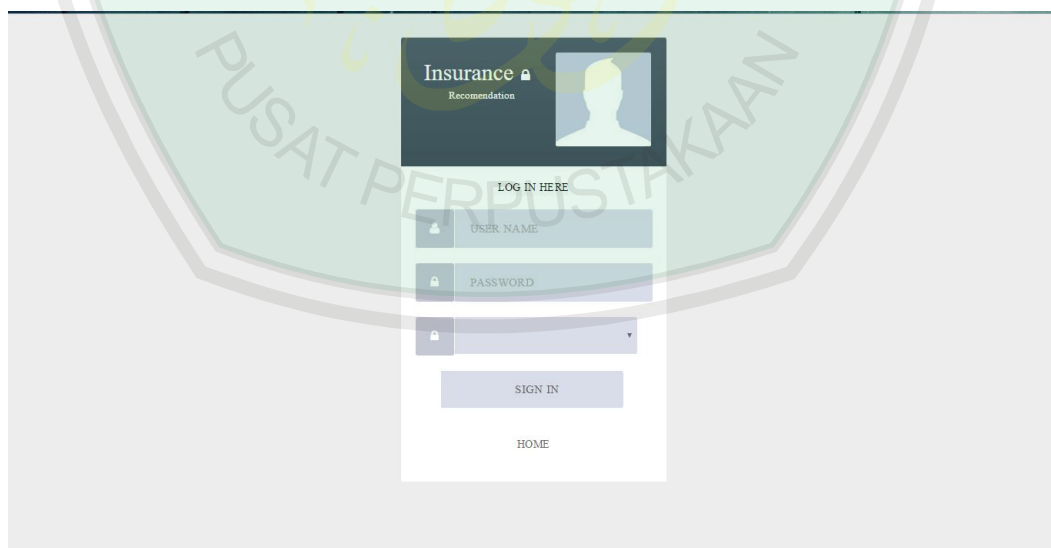 Insurance
Recomendation
PUSAT PERPUSTAKAAN
LOG IN HERE
USER NAME
PASSWORD
SIGN IN
HOME